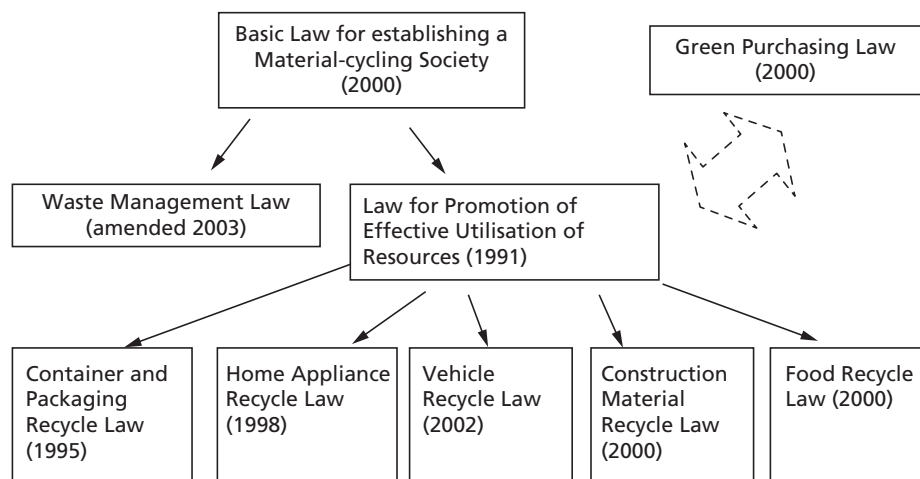 Basic Law for establishing a
Material-cycling Society
(2000)
Green Purchasing Law
(2000)
Waste Management Law
(amended 2003)
Law for Promotion of
Effective Utilisation of
Resources (1991)
Container and
Packaging
Recycle Law
(1995)
Home Appliance
Recycle Law
(1998)
Vehicle
Recycle Law
(2002)
Construction
Material
Recycle Law
(2000)
Food Recycle
Law (2000)